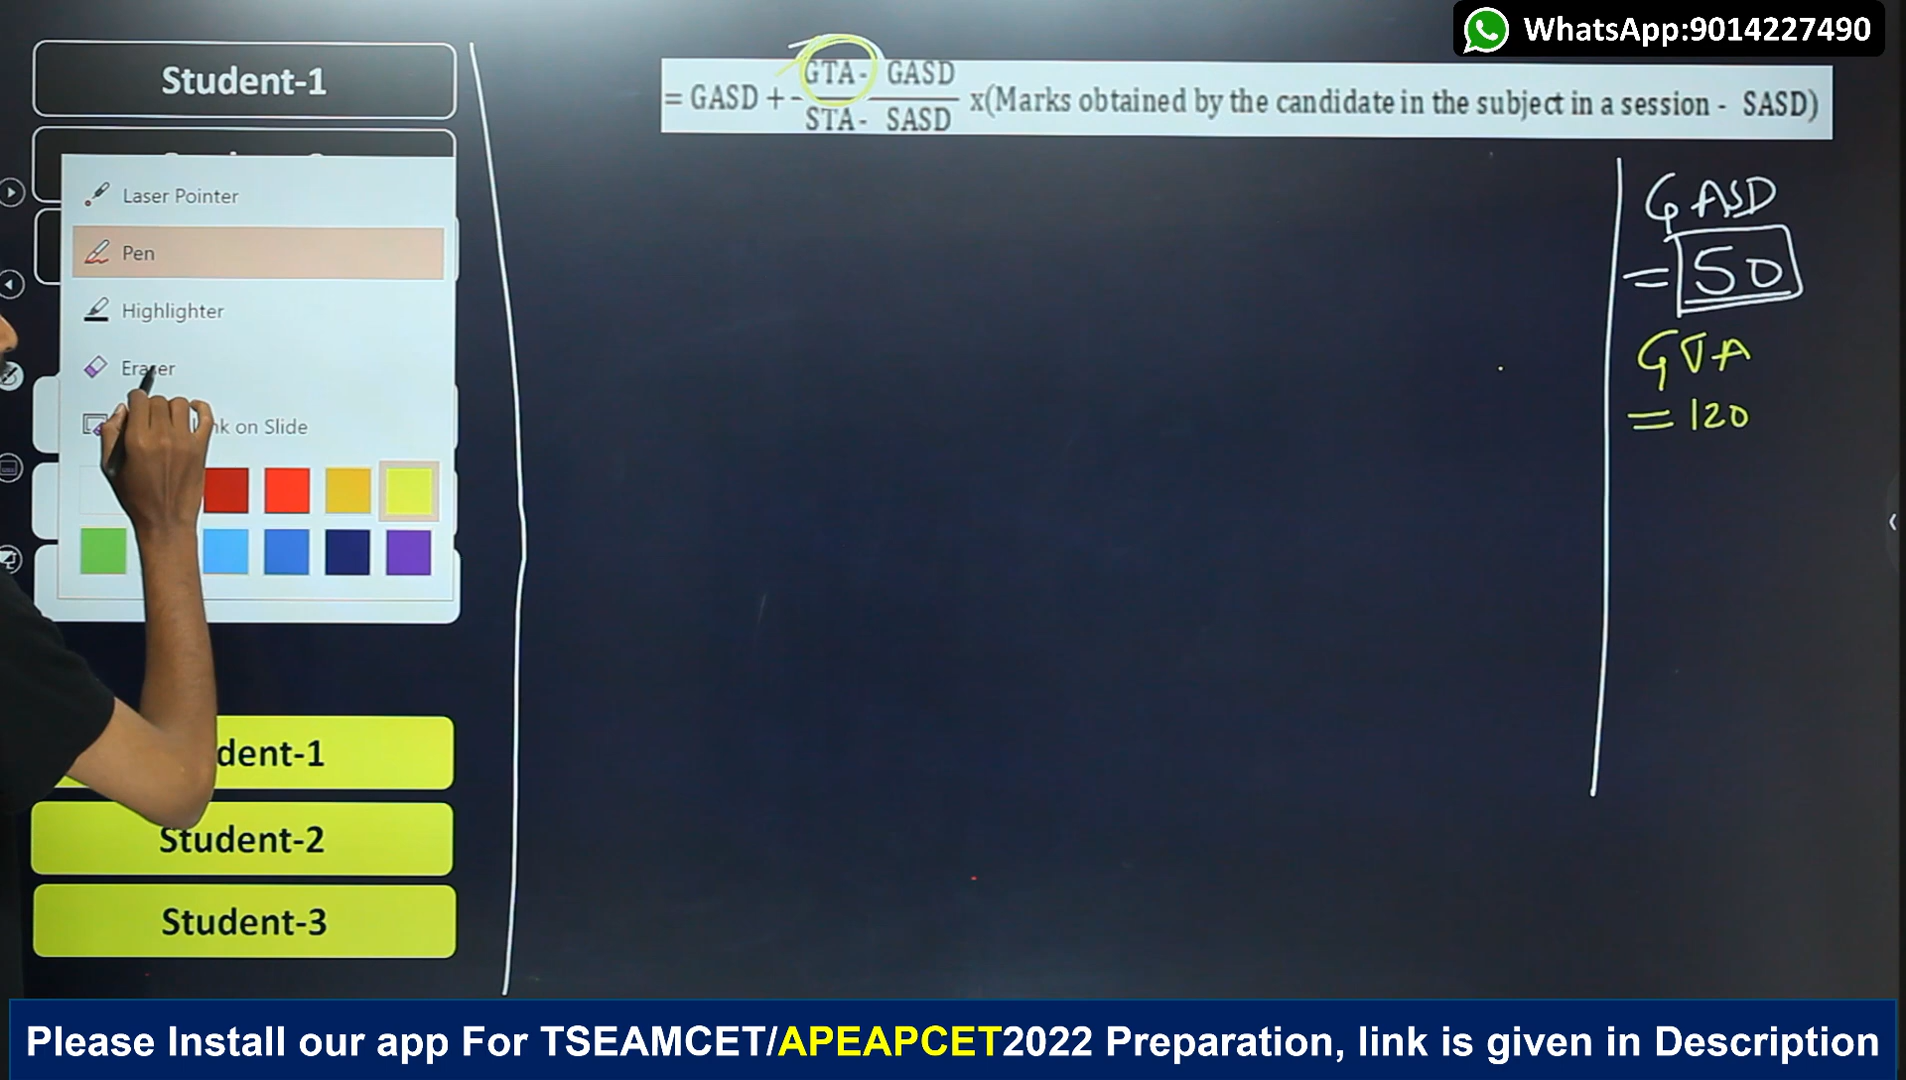 WhatsApp:9014227490
Student-1
= GASD + - GTA - GASD / STA - SASD x(Marks obtained by the candidate in the subject in a session - SASD)
Laser Pointer
Pen
Highlighter
Eraser
Ink on Slide
GASD
= 50
GTA
= 120
dent-1
Student-2
Student-3
Please Install our app For TSEAMCET/APEAPCET2022 Preparation, link is given in Description